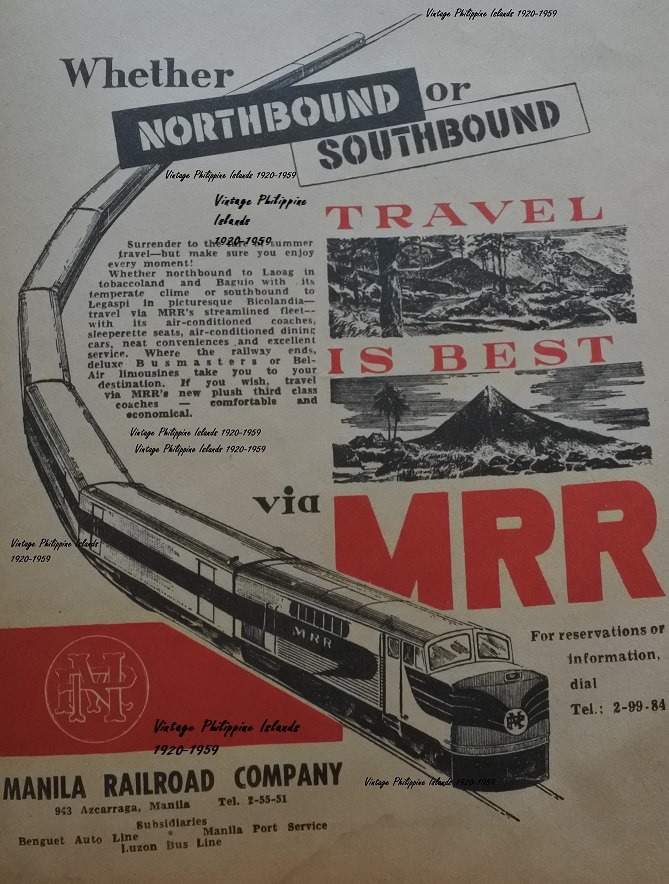 Vintage Philippine Islands 1920-1959
Whether
NORTHBOUND or
SOUTHBOUND
Vintage Philippine Islands 1920-1959
Vintage Philippine
Islands
1920-1959
TRAVEL
Surrender to the summer
travel—but make sure you enjoy
every moment!
Whether northbound to Laoag in
tobaccoland and Baguio with its
temperate clime or southbound to
Legaspi in picturesque Bicolandia—
travel via MRR's streamlined fleet—
with its air-conditioned coaches,
sleeperette seats, air-conditioned dining
cars, neat conveniences and excellent
service. Where the railway ends,
deluxe Busmasters or Bel-
Air limousines take you to your
destination. If you wish, travel
via MRR's new plush third class
coaches — comfortable and
economical.
IS BEST
Vintage Philippine Islands 1920-1959
Vintage Philippine Islands 1920-1959
via
MRR
Vintage Philippine Islands
1920-1959
MRR
For reservations or
information,
dial
Tel.: 2-99-84
Vintage Philippine Islands
1920-1959
Vintage Philippine Islands 1920-1959
MANILA RAILROAD COMPANY
943 Azcarraga, Manila Tel. 2-55-51
Subsidiaries
Benguet Auto Line * Manila Port Service
Luzon Bus Line